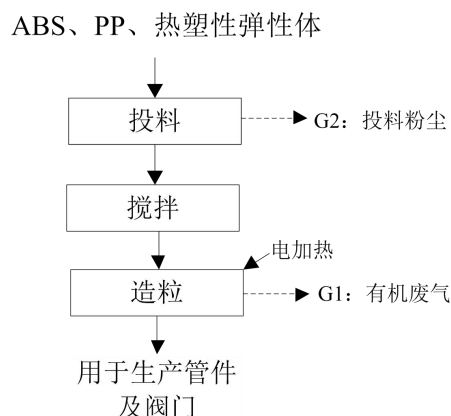 ABS、PP、热塑性弹性体
投料
G2：投料粉尘
搅拌
电加热
造粒
G1：有机废气
用于生产管件
及阀门